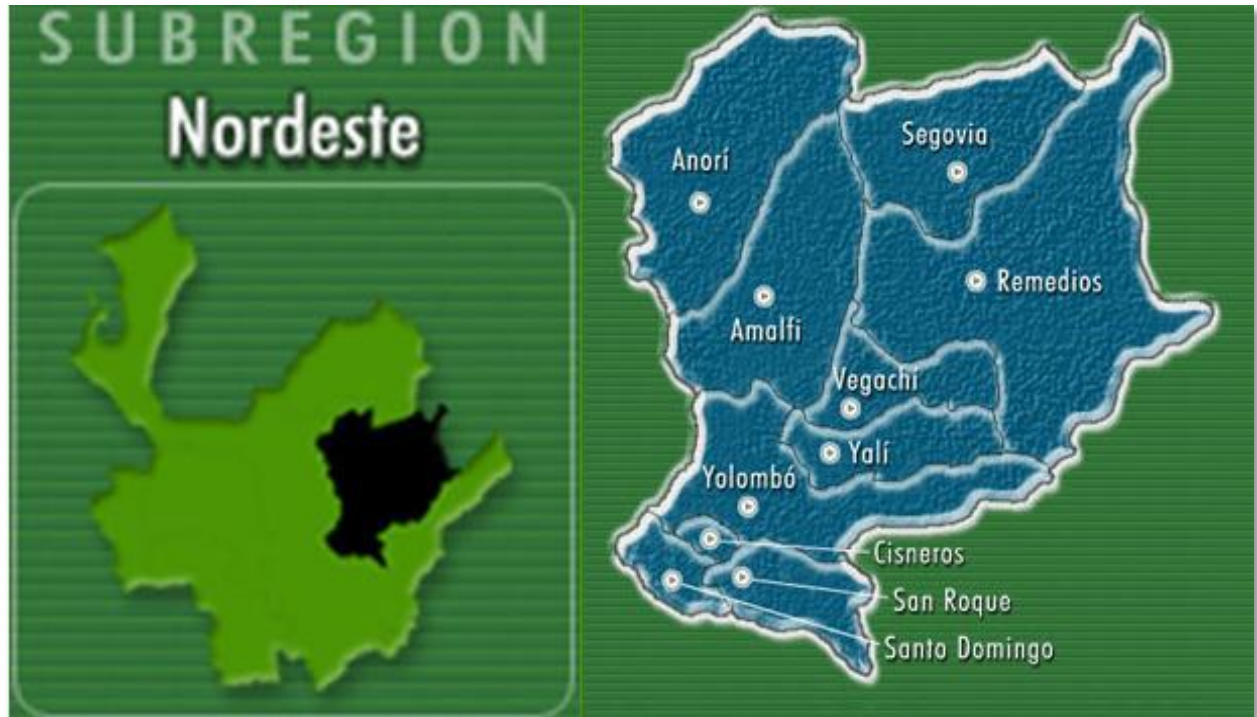 SUBREGION
Nordeste
Segovia
Anorí
Remedios
Amalfi
Vegachí
Yalí
Yolombó
Cisneros
San Roque
Santo Domingo